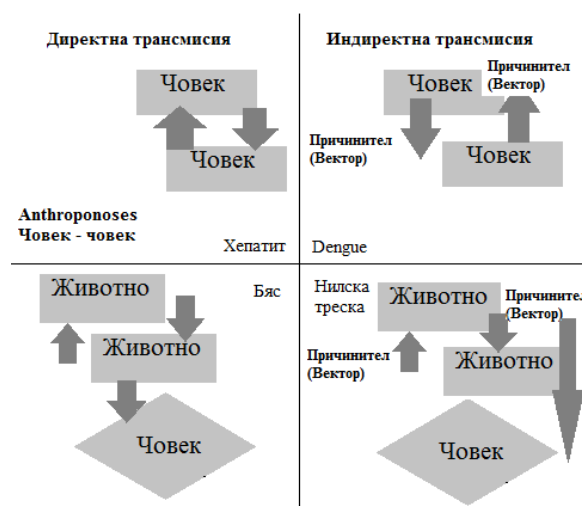 Директна трансмисия
Човек
Човек
Anthroponoses
Човек - човек
Хепатит
Индиректна трансмисия
Причинител
(Вектор)
Човек
Причинител
(Вектор)
Човек
Dengue
Бяс
Животно
Животно
Човек
Нилска
треска
Животно
Причинител
(Вектор)
Причинител
(Вектор)
Животно
Човек